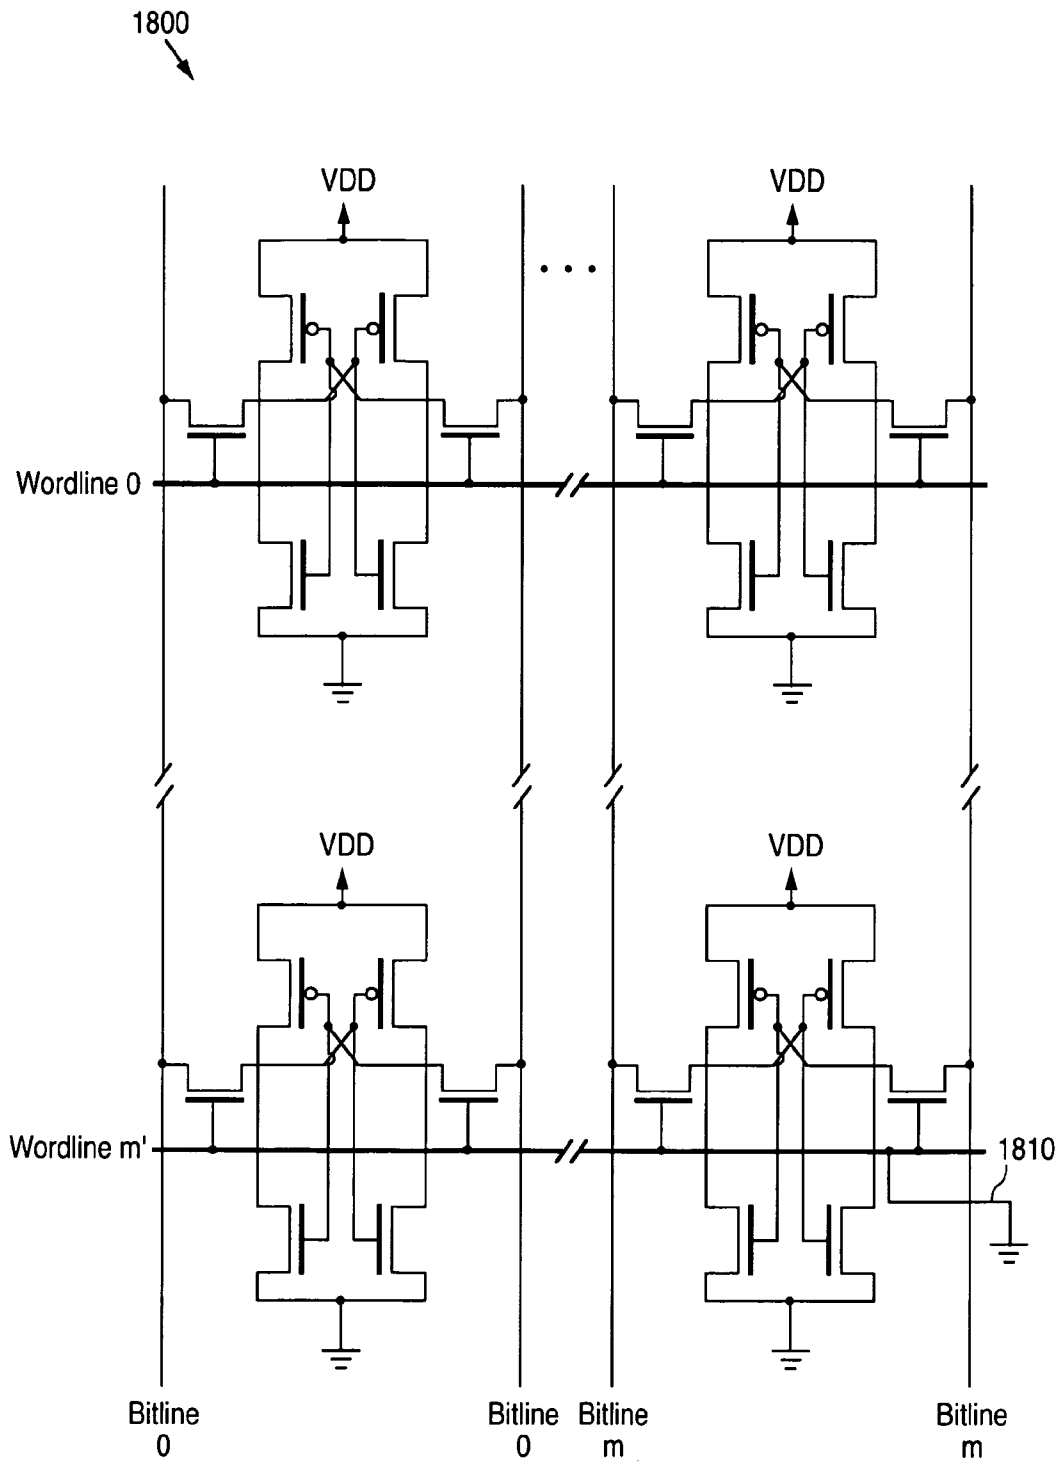 1800
VDD
VDD
. . .
Wordline 0
VDD
VDD
Wordline m'
1810
Bitline
0
Bitline
0
Bitline
m
Bitline
m